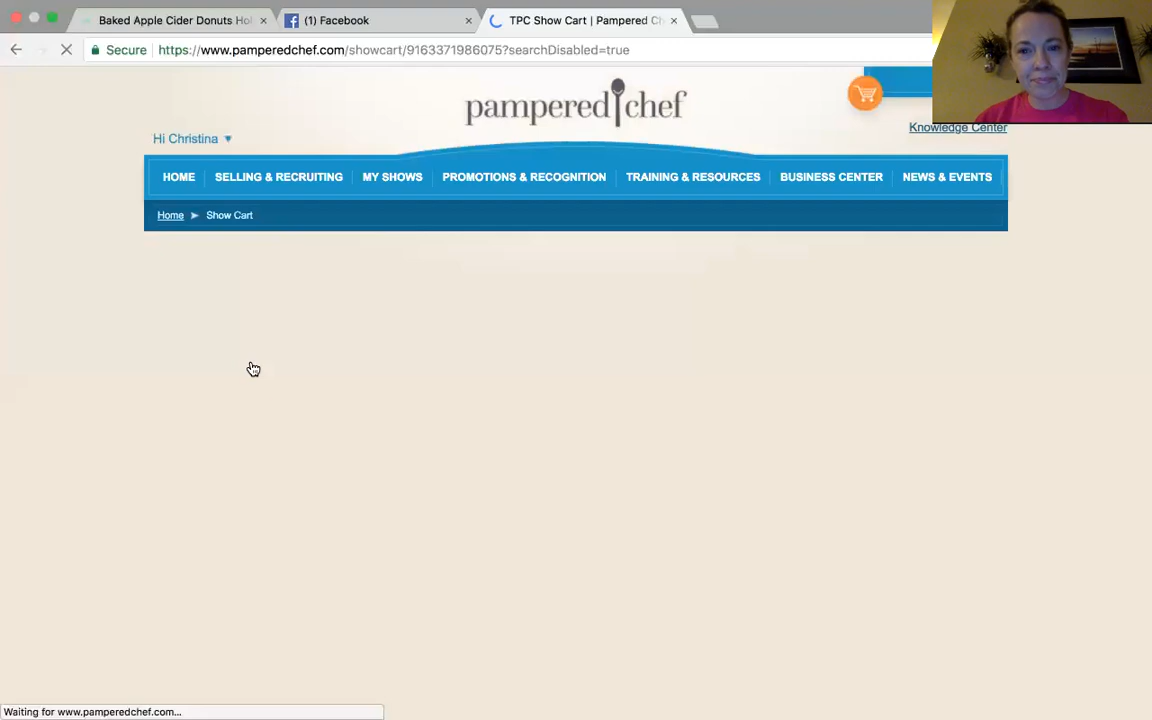 Baked Apple Cider Donuts Hol
(1) Facebook
TPC Show Cart | Pampered Ch
Secure https://www.pamperedchef.com/showcart/9163371986075?searchDisabled=true
pampered chef
Knowledge Center
Hi Christina
HOME SELLING & RECRUITING MY SHOWS PROMOTIONS & RECOGNITION TRAINING & RESOURCES BUSINESS CENTER NEWS & EVENTS
Home Show Cart
Waiting for www.pamperedchef.com...